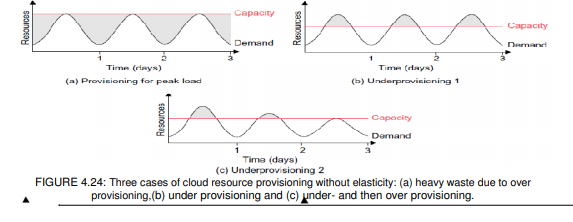 Resources
Capacity
Demand
1 2 3
Time (days)
(a) Provisioning for peak load
Resources
Capacity
Demand
1 2 3
Time (days)
(b) Underprovisioning 1
Resources
Capacity
Demand
1 2 3
Time (days)
(c) Underprovisioning 2
FIGURE 4.24: Three cases of cloud resource provisioning without elasticity: (a) heavy waste due to over
provisioning,(b) under provisioning and (c) under- and then over provisioning.